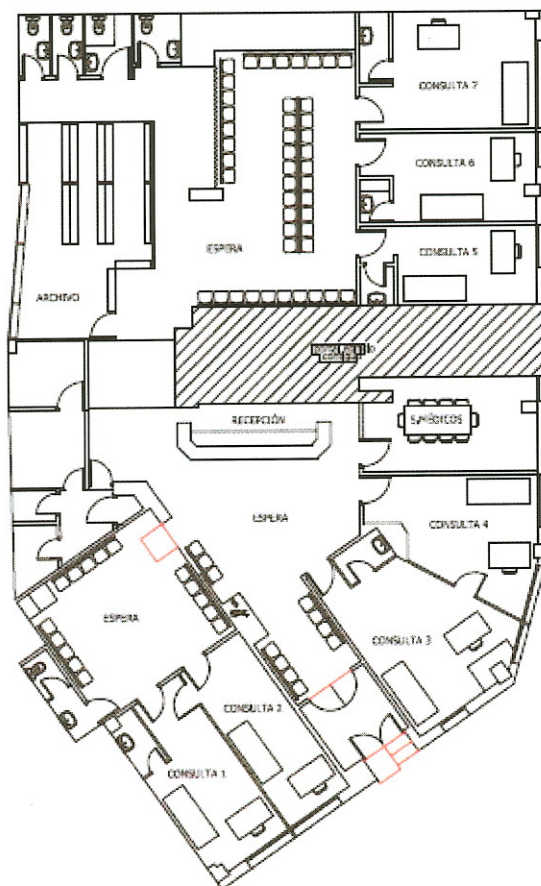 CONSULTA 7
CONSULTA 6
ESPERA
CONSULTA 5
ARCHIVO
RECEPCIÓN
S.MÉDICOS
ESPERA
CONSULTA 4
ESPERA
CONSULTA 3
CONSULTA 2
CONSULTA 1